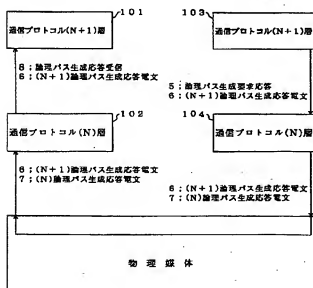 101
103
通信プロトコル(N+1)層
通信プロトコル(N+1)層
8；論理パス生成応答受信
6；(N+1)論理パス生成応答電文
5；論理パス生成要求応答
6；(N+1)論理パス生成応答電文
102
104
通信プロトコル(N)層
通信プロトコル(N)層
6；(N+1)論理パス生成応答電文
7；(N)論理パス生成応答電文
6；(N+1)論理パス生成応答電文
7；(N)論理パス生成応答電文
物理媒体